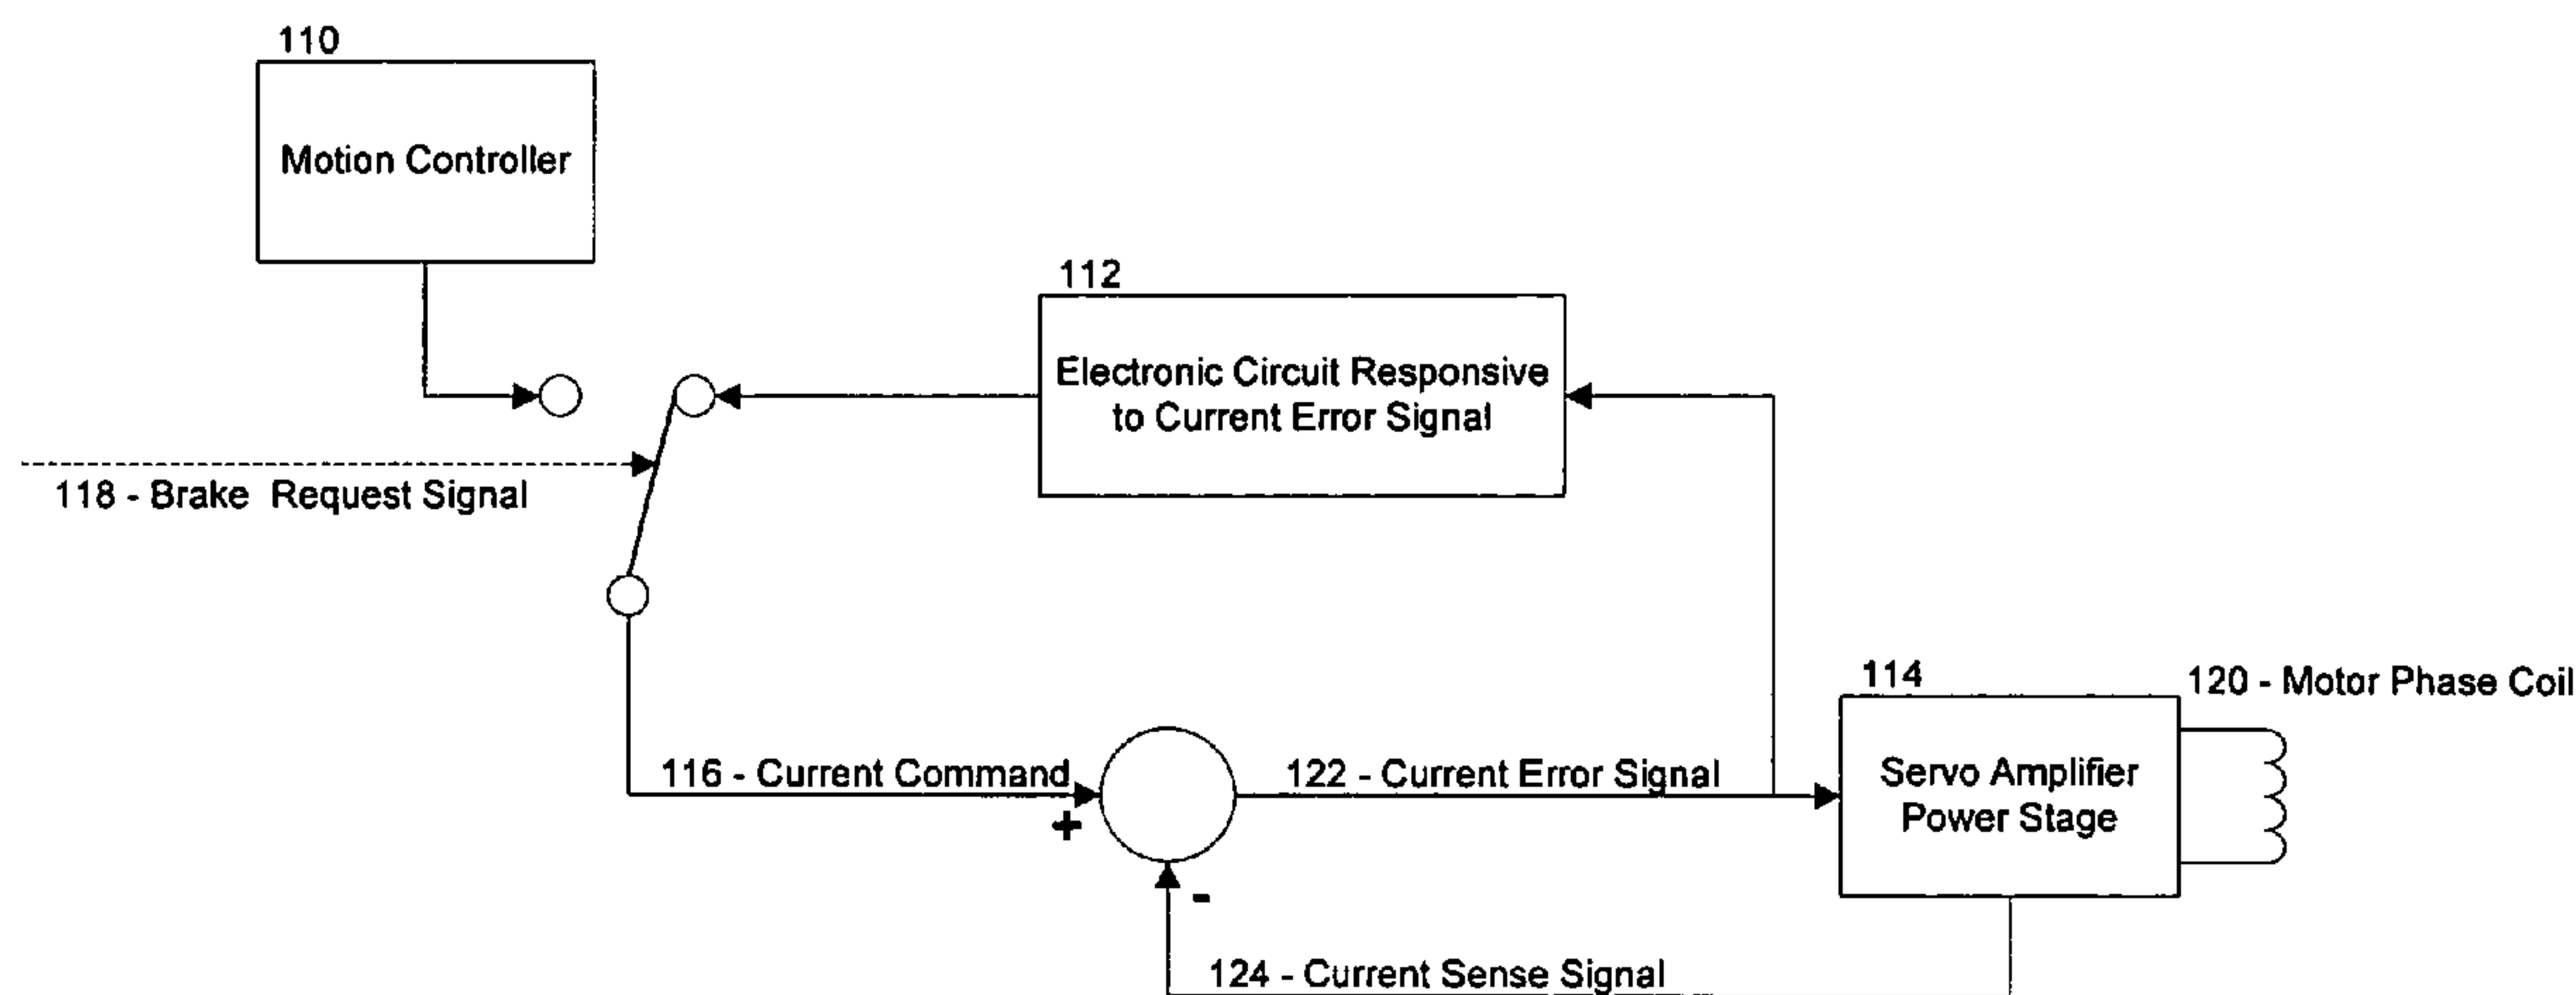 110
Motion Controller
112
Electronic Circuit Responsive
to Current Error Signal
118 - Brake Request Signal
114
120 - Motor Phase Coil
116 - Current Command
122 - Current Error Signal
Servo Amplifier
Power Stage
+
-
124 - Current Sense Signal